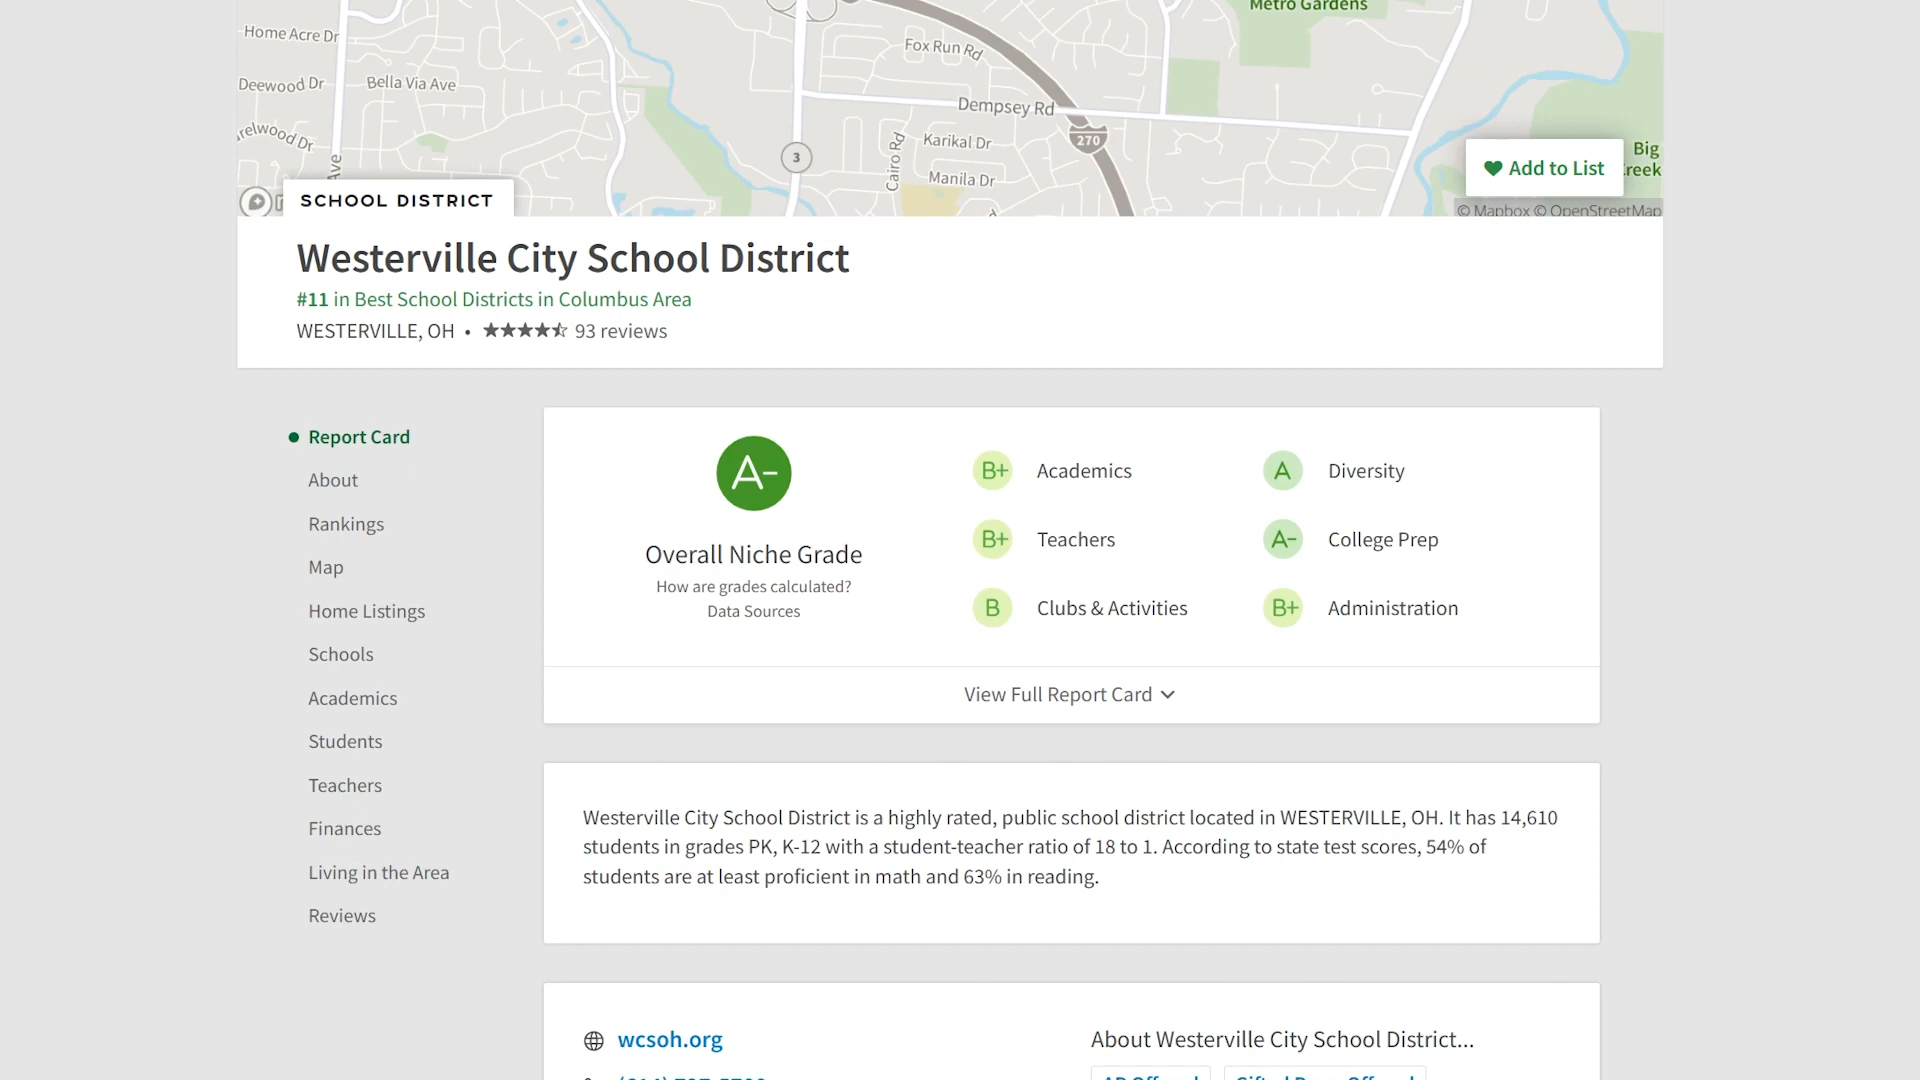 Metro Gardens
Home Acre Dr
Fox Run Rd
Deewood Dr
Bella Via Ave
Dempsey Rd
Karikal Dr
270
Cairo Rd
3
Manila Dr
Big
Add to List
© Mapbox © OpenStreetMap
SCHOOL DISTRICT
Westerville City School District
#11 in Best School Districts in Columbus Area
WESTERVILLE, OH • 93 reviews
Report Card
About
Rankings
Map
Home Listings
Schools
Academics
Students
Teachers
Finances
Living in the Area
Reviews
A-
Overall Niche Grade
How are grades calculated?
Data Sources
B+ Academics
A Diversity
B+ Teachers
A- College Prep
B Clubs & Activities
B+ Administration
View Full Report Card
Westerville City School District is a highly rated, public school district located in WESTERVILLE, OH. It has 14,610
students in grades PK, K-12 with a student-teacher ratio of 18 to 1. According to state test scores, 54% of
students are at least proficient in math and 63% in reading.
wcsoh.org
About Westerville City School District...